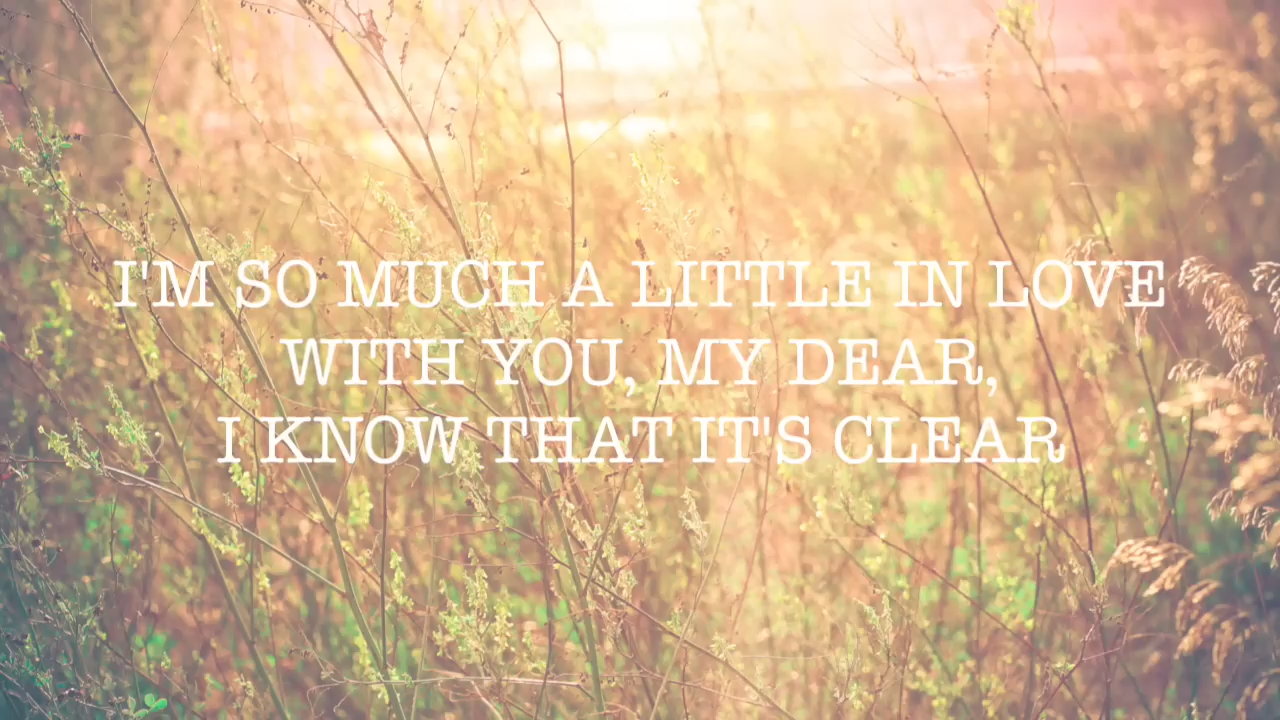 I'M SO MUCH A LITTLE IN LOVE
WITH YOU, MY DEAR,
I KNOW THAT IT'S CLEAR